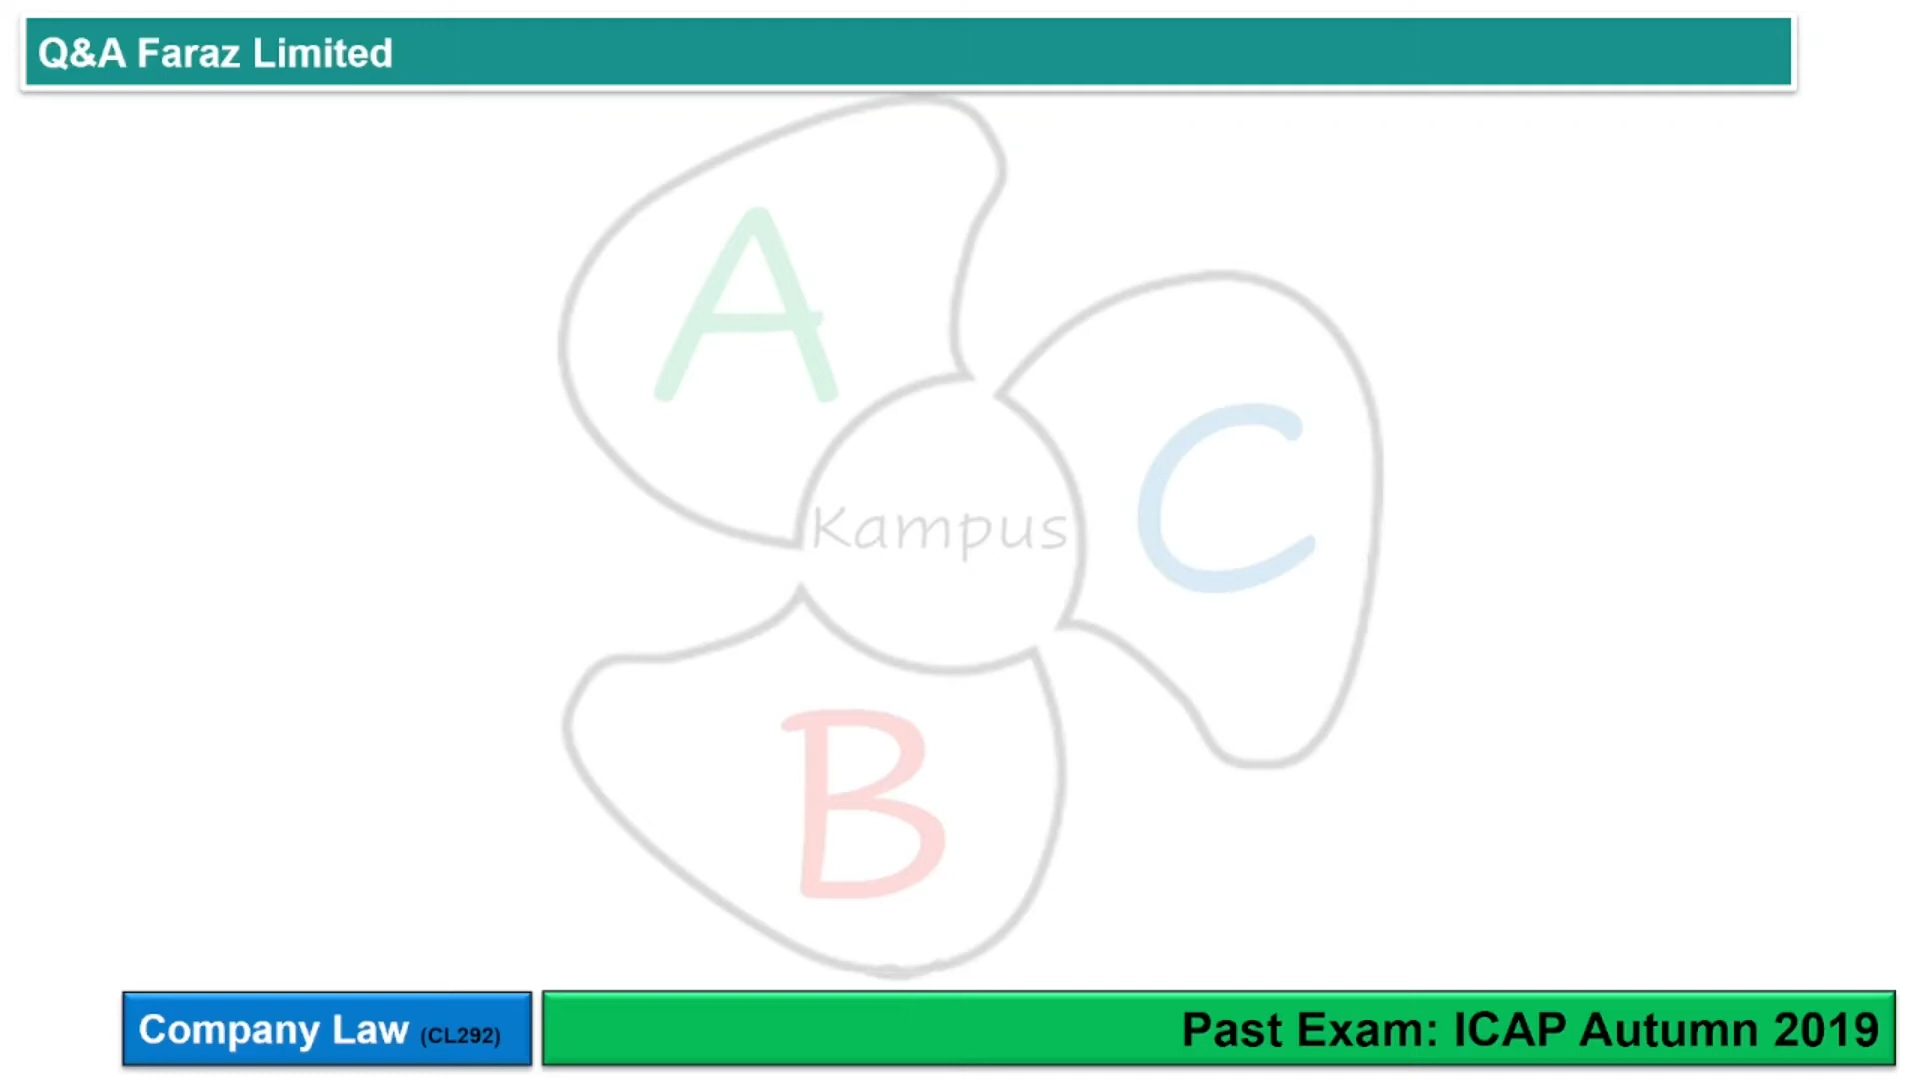 Q&A Faraz Limited
A
C
Kampus
B
Company Law (CL292)
Past Exam: ICAP Autumn 2019